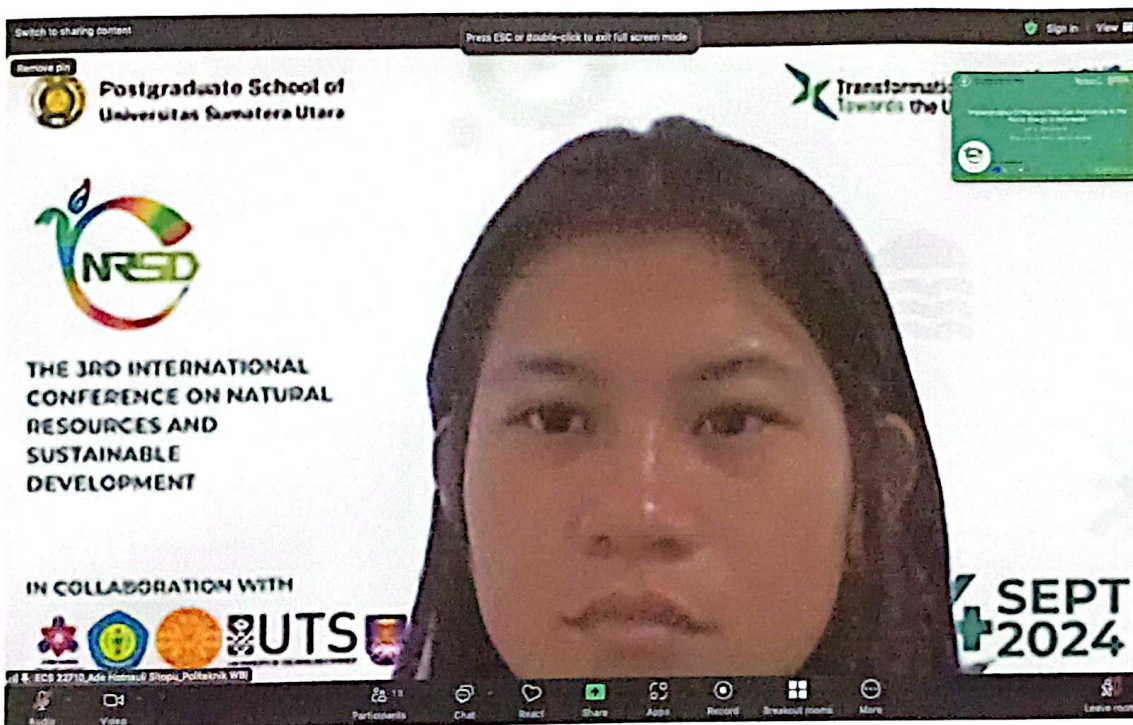 Switch to sharing content
Press ESC or double-click to exit full screen mode
Sign in
View
Remove pin
Postgraduate School of
Universitas Sumatera Utara
Transformatio
Towards the U
NRSD
THE 3RD INTERNATIONAL
CONFERENCE ON NATURAL
RESOURCES AND
SUSTAINABLE
DEVELOPMENT
IN COLLABORATION WITH
UTS
4 SEPT
2024
ECS 22710_Ade Hotnauli Sitopu_Politeknik WBI
Audio
Video
Participants
13
Chat
React
Share
Apps
Record
Breakout rooms
More
Leave room